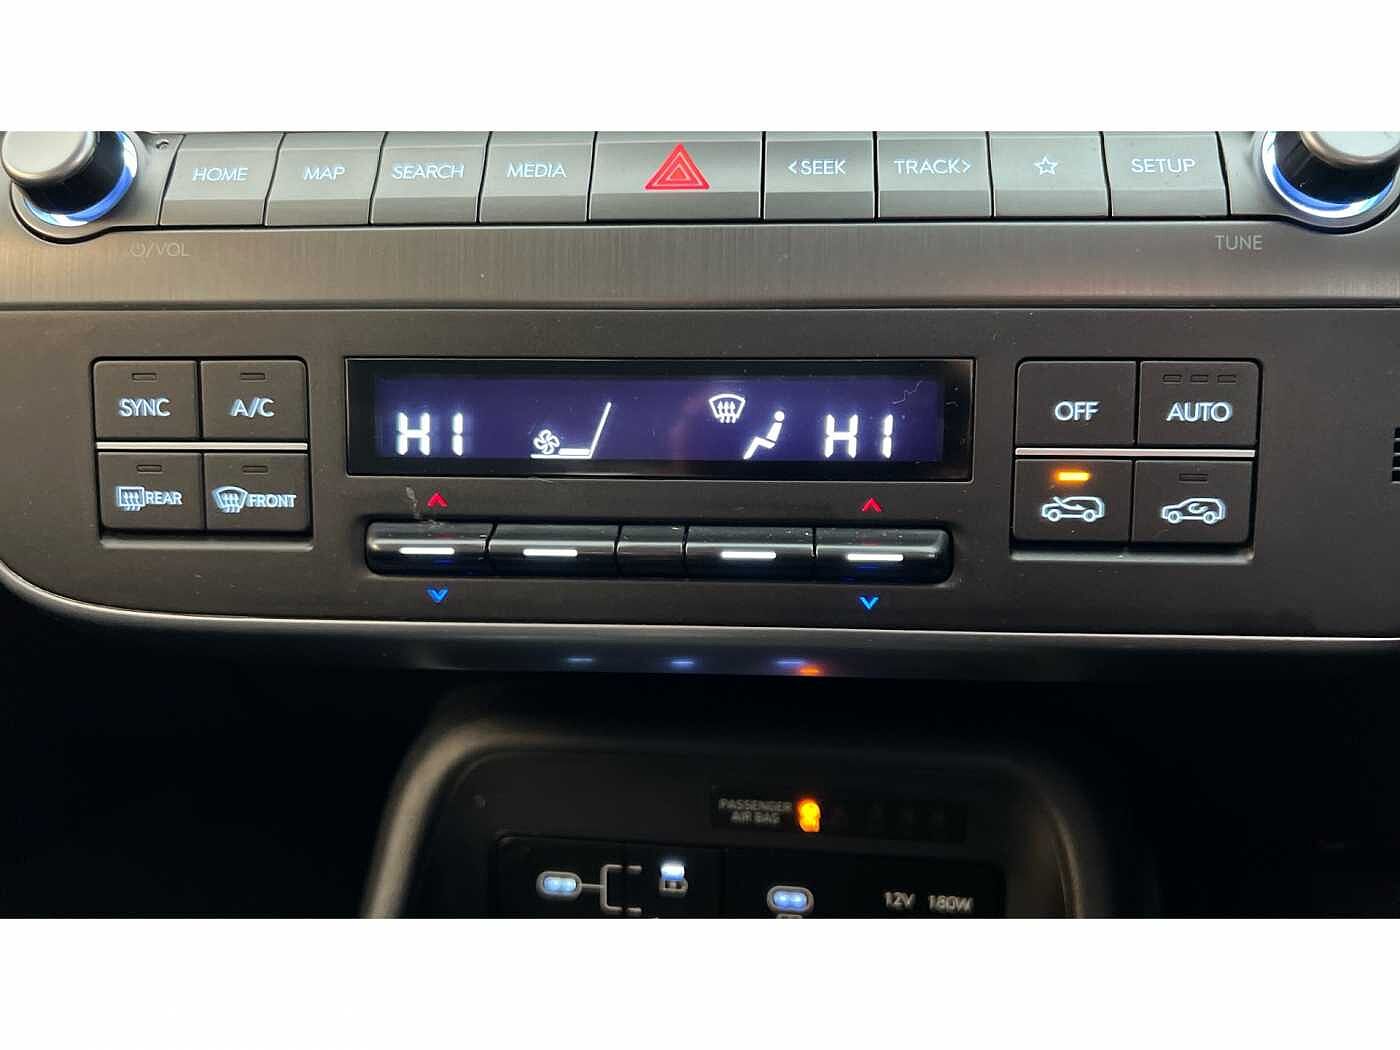 HOME MAP SEARCH MEDIA <SEEK TRACK> SETUP
/VOL TUNE
SYNC A/C OFF AUTO
HI HI
REAR FRONT
PASSENGER
AIR BAG
12V 180W